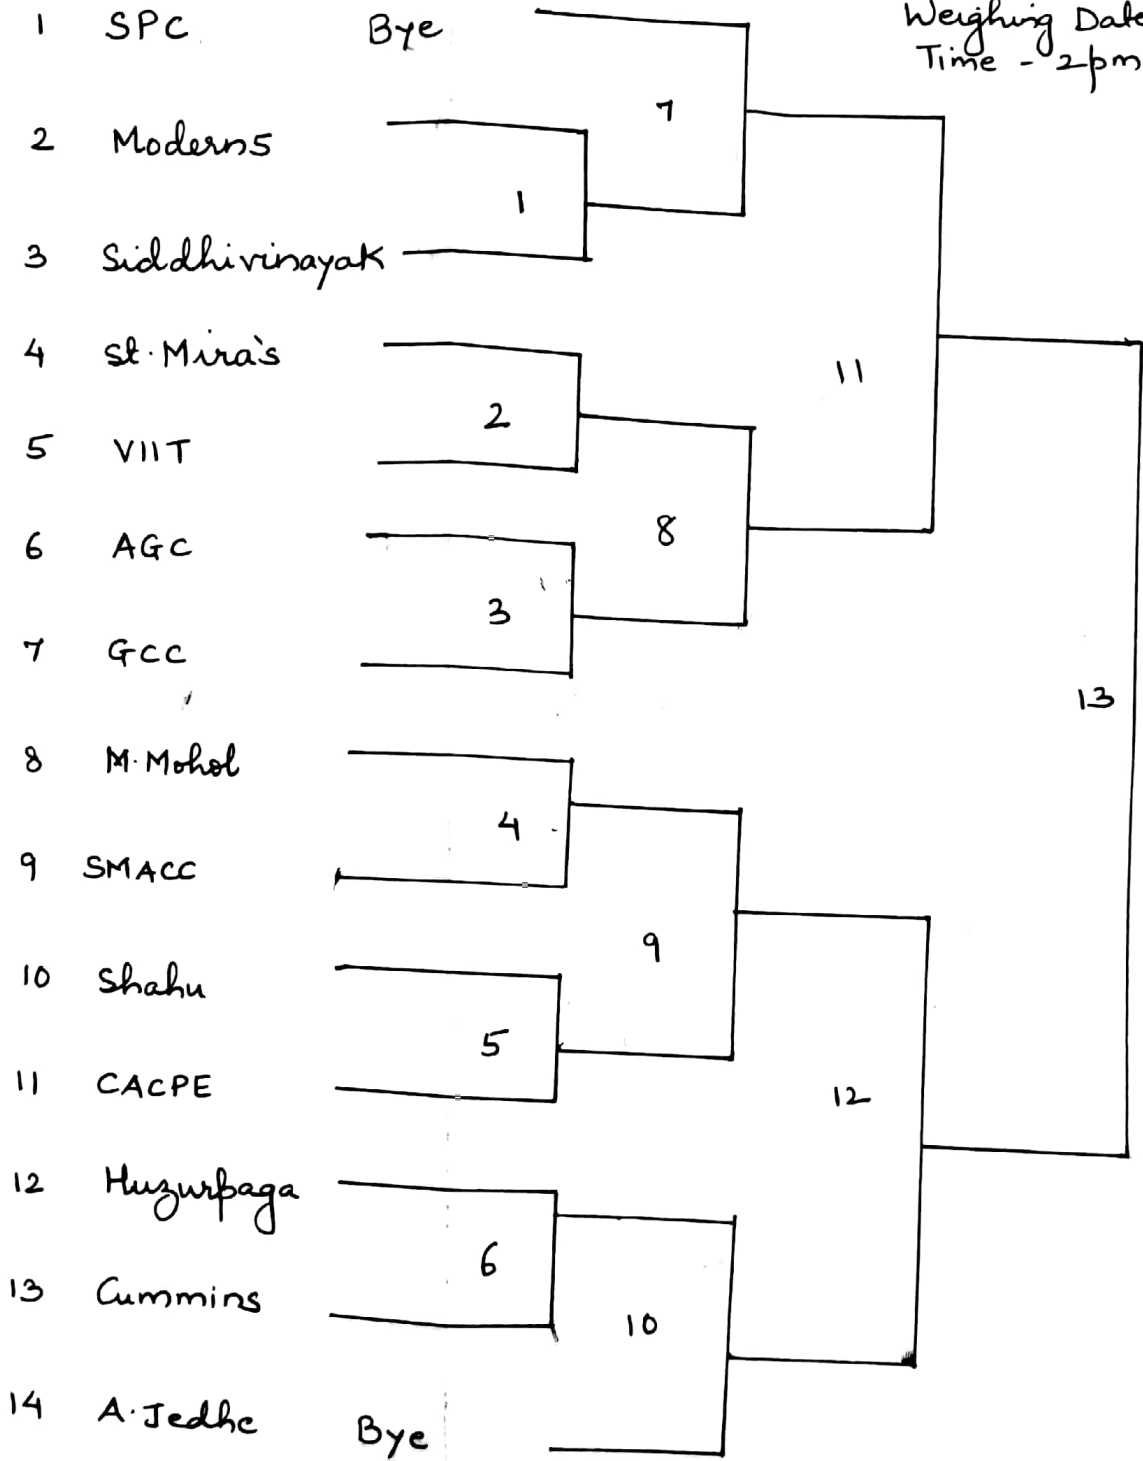 1 SPC Bye
Weighing Date
Time - 2pm
7
2 Modern5
1
3 Siddhivinayak
4 St. Mira's
11
2
5 VIIT
8
6 AGC
3
7 GCC
13
8 M. Mohol
4
9 SMACC
9
10 Shahu
5
11 CACPE
12
12 Huzurpaga
6
13 Cummins
10
14 A. Jedhe Bye